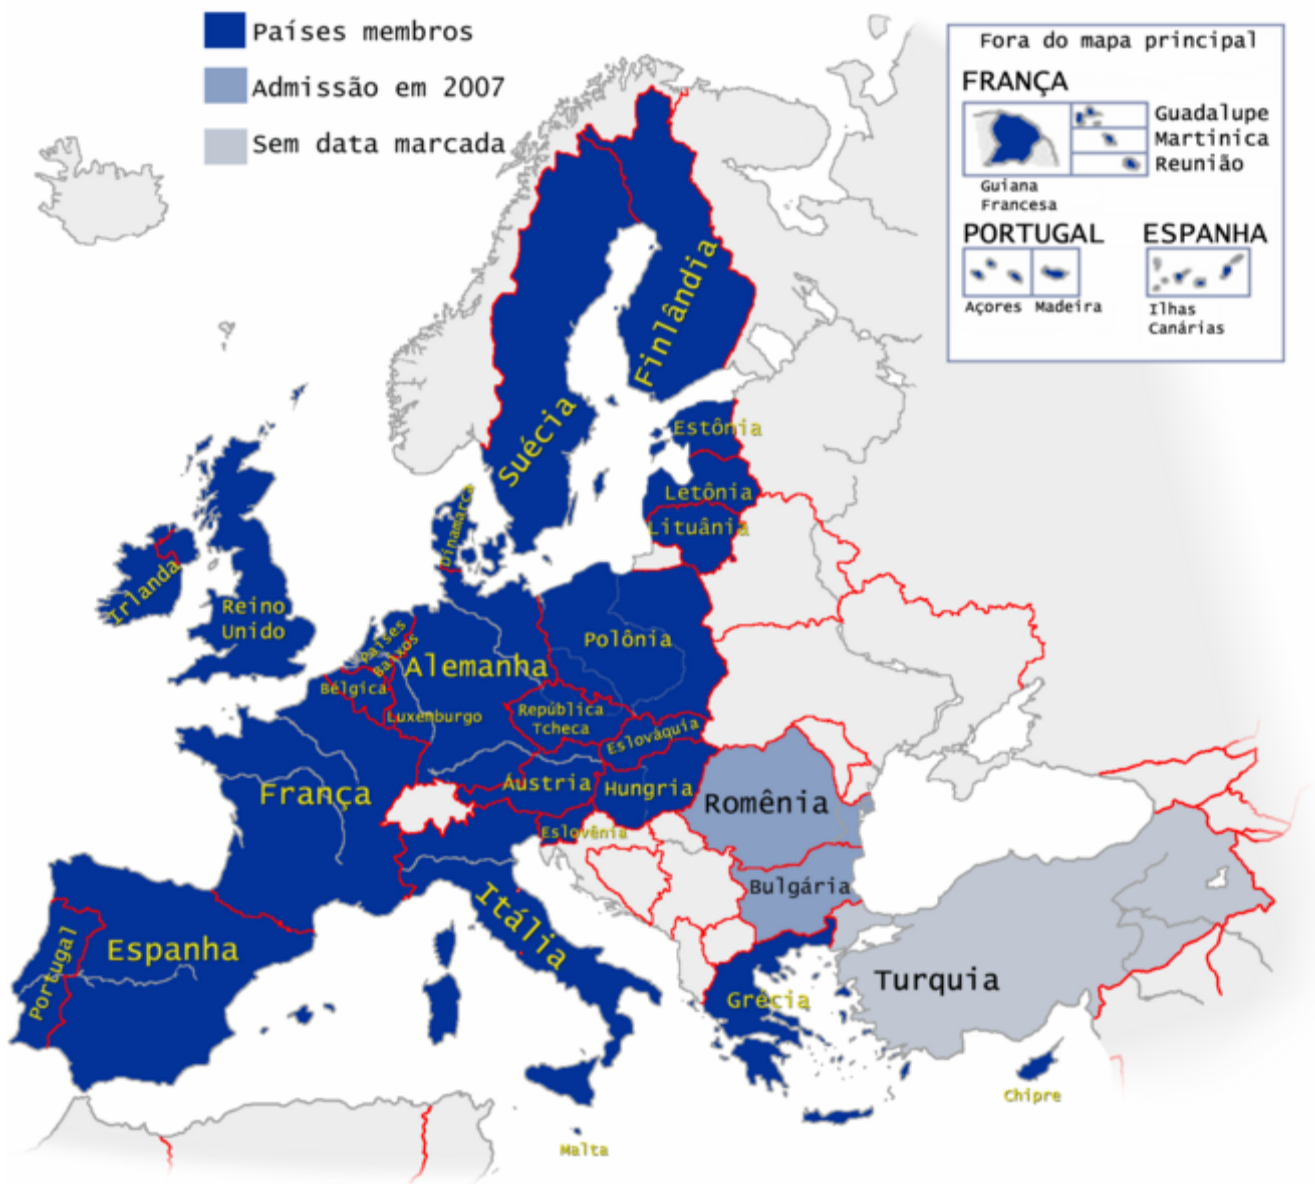 Países membros
Admissão em 2007
Sem data marcada
Fora do mapa principal
FRANÇA
Guadalupe
Martinica
Reunião
Guiana
Francesa
PORTUGAL
ESPANHA
Açores
Madeira
Ilhas
Canárias
Finlândia
Suécia
Estônia
Letônia
Lituânia
Dinamarca
Irlanda
Reino
Unido
Países
Baixos
Polônia
Alemanha
Bélgica
Luxenburgo
República
Tcheca
Eslováquia
Áustria
Hungria
França
Romênia
Eslovênia
Bulgária
Itália
Espanha
Portugal
Turquia
Grécia
Chipre
Malta